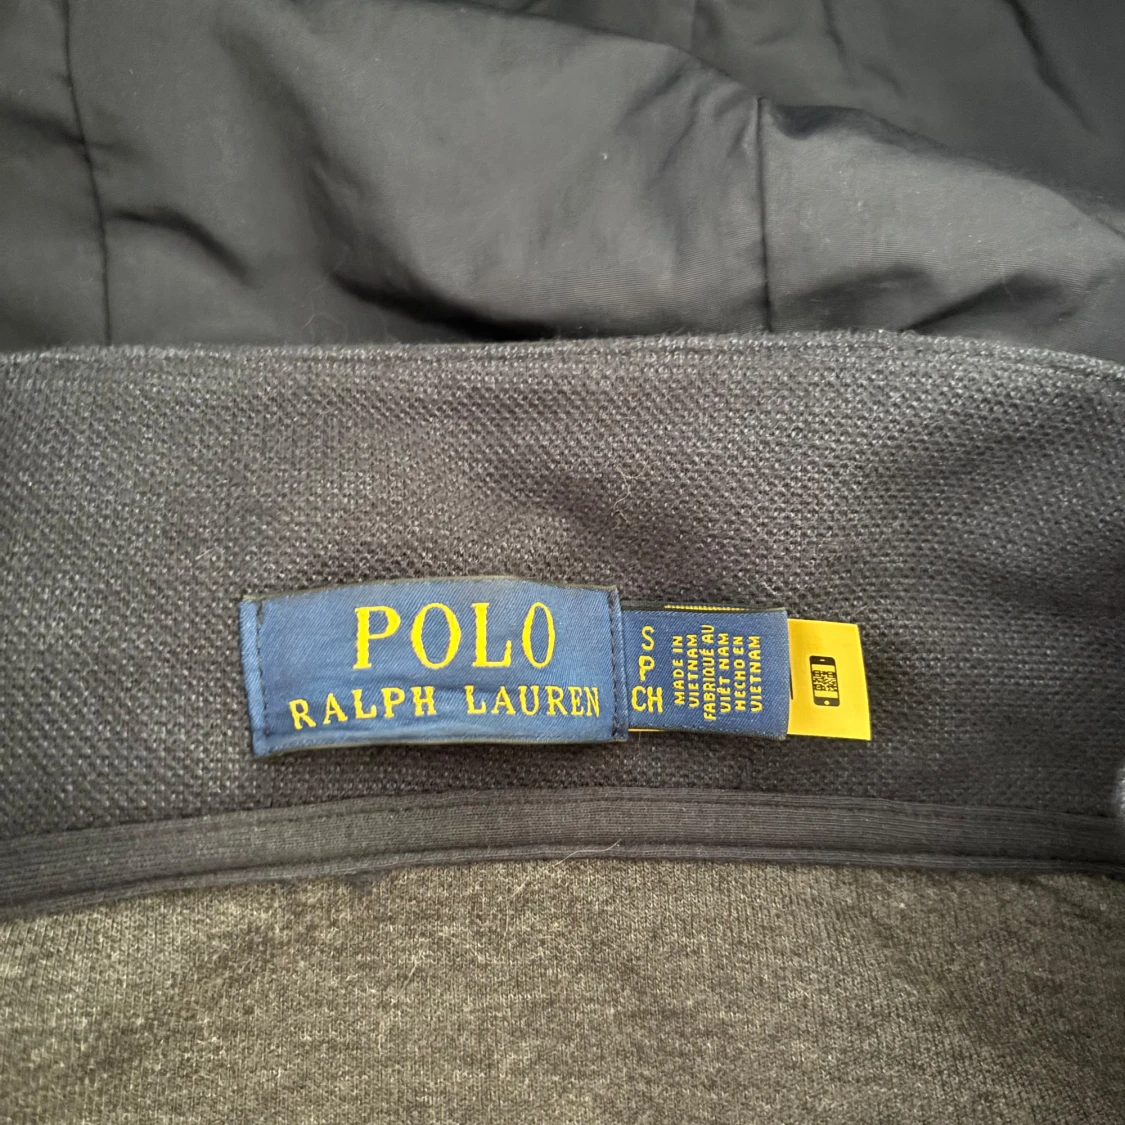 POLO
RALPH LAUREN
S
P
CH
MADE IN
VIETNAM
FABRIQUÉ AU
VIÊT NAM
HECHO EN
VIETNAM